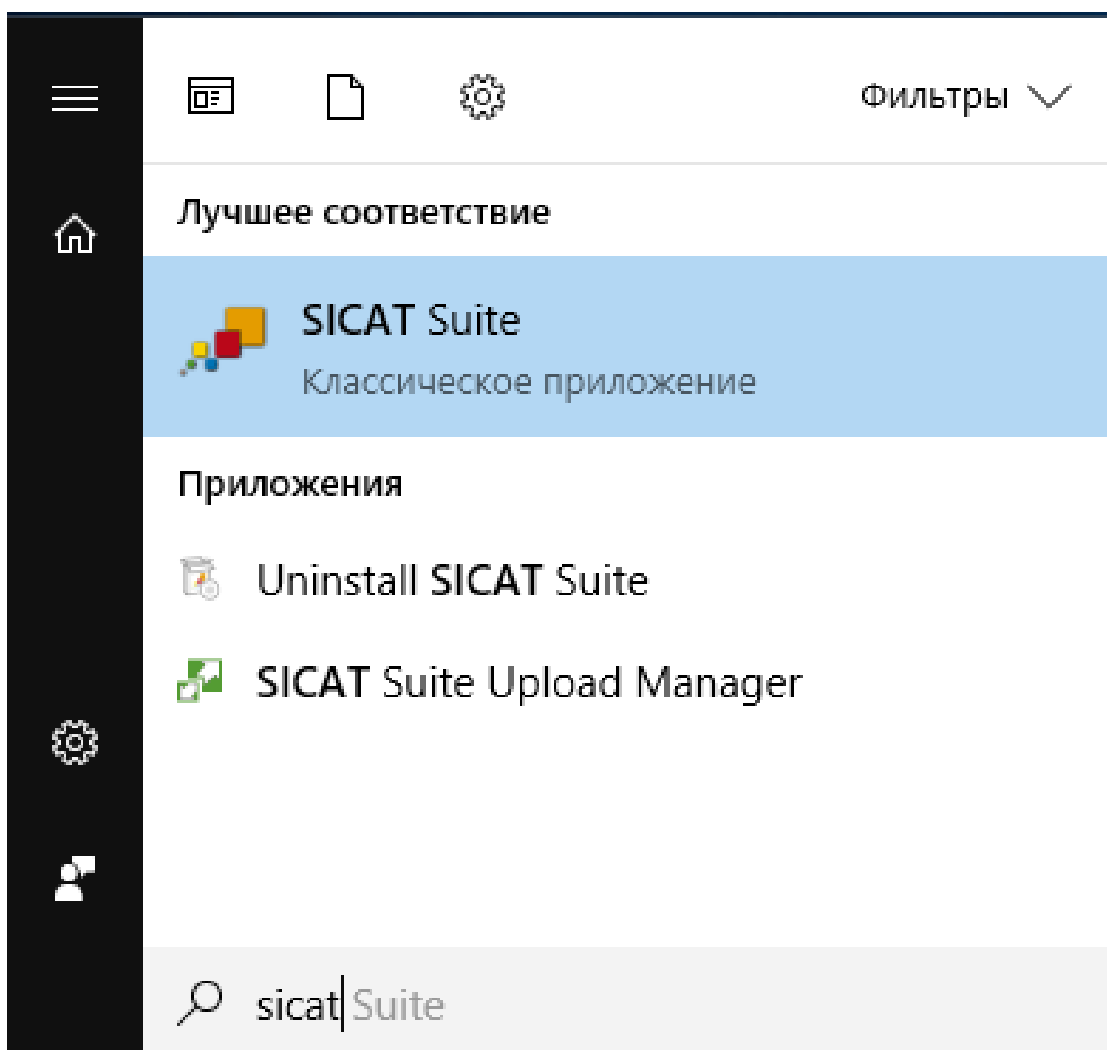 Фильтры
Лучшее соответствие
SICAT Suite
Классическое приложение
Приложения
Uninstall SICAT Suite
SICAT Suite Upload Manager
sicat Suite